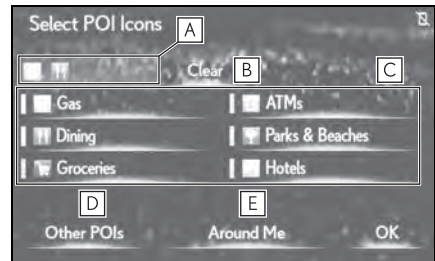 Select POI Icons
A
Clear
B
C
Gas
ATMs
Dining
Parks & Beaches
Groceries
Hotels
D
E
Other POIs
Around Me
OK